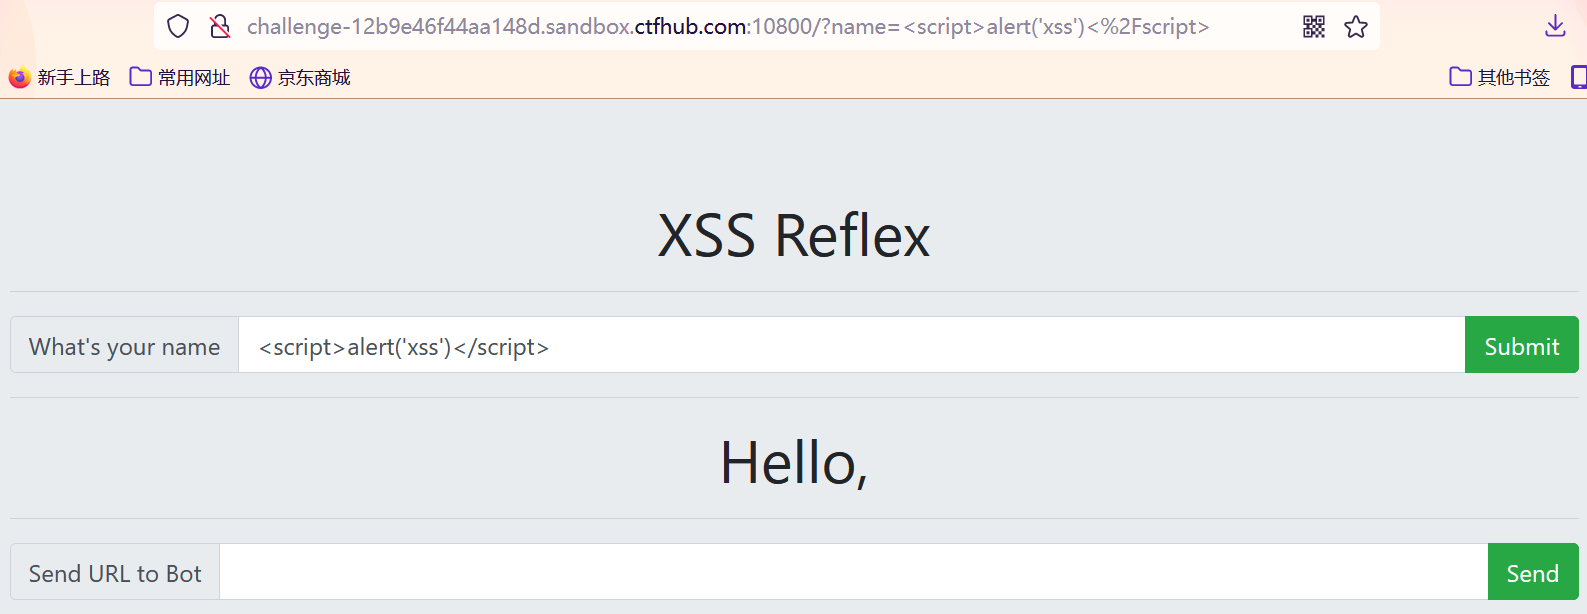 challenge-12b9e46f44aa148d.sandbox.ctfhub.com:10800/?name=<script>alert('xss')<%2Fscript>
新手上路 常用网址 京东商城 其他书签
XSS Reflex
What's your name <script>alert('xss')</script> Submit
Hello,
Send URL to Bot Send